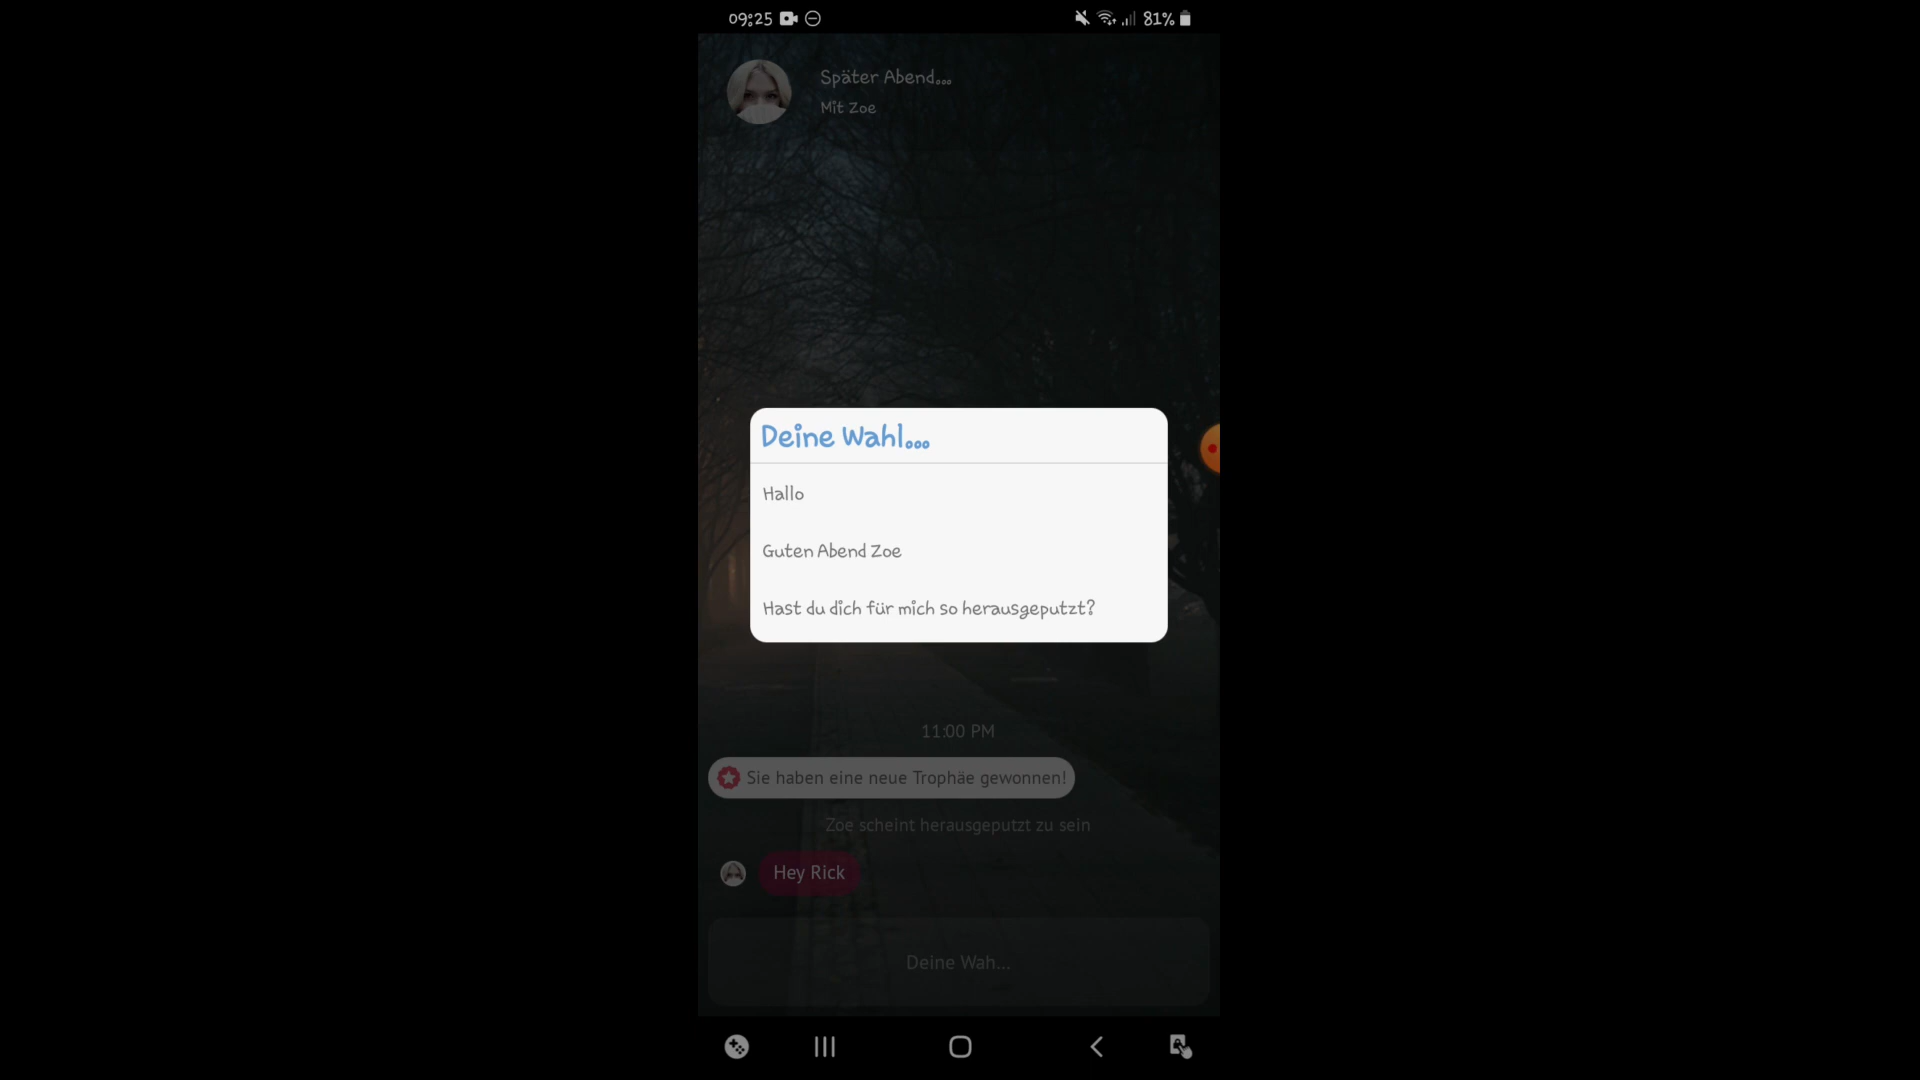 09:25
81%
Später Abend...
Mit Zoe
Deine Wahl...
Hallo
Guten Abend Zoe
Hast du dich für mich so herausgeputzt?
11:00 PM
Sie haben eine neue Trophäe gewonnen!
Zoe scheint herausgeputzt zu sein
Hey Rick
Deine Wah...